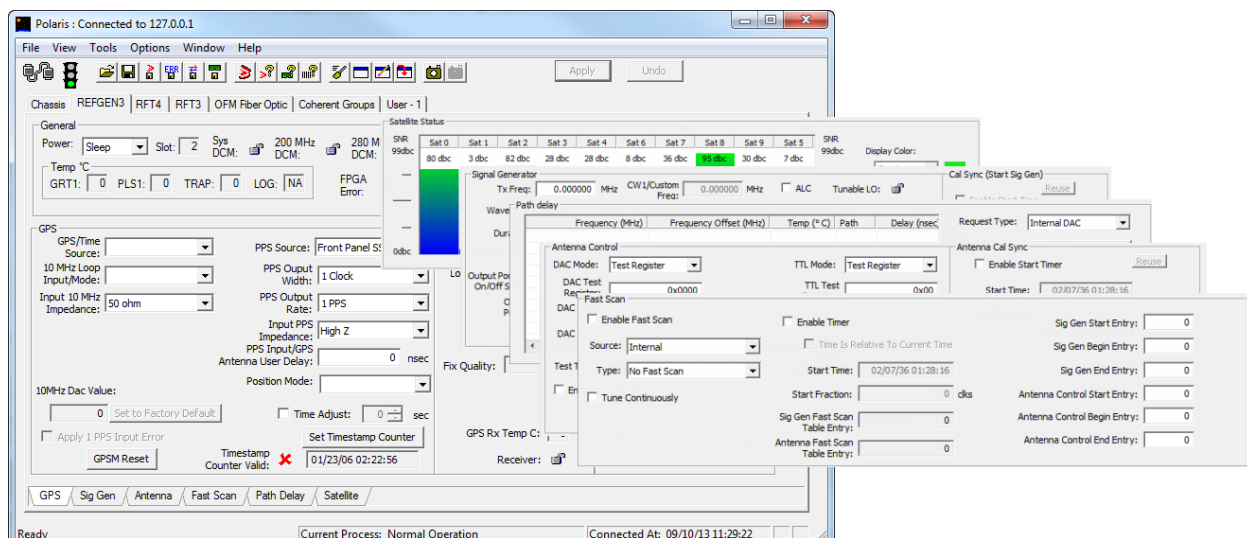 Polaris : Connected to 127.0.0.1
File View Tools Options Window Help
ERR
Apply Undo
Chassis REFGEN3 RFT4 RFT3 OFM Fiber Optic Coherent Groups User - 1
General
Power: Sleep Slot: 2 Sys DCM: 200 MHz DCM: 280 M DCM:
Temp °C
GRT1: 0 PLS1: 0 TRAP: 0 LOG: NA FPGA Error:
GPS
GPS/Time Source:
10 MHz Loop Input/Mode:
Input 10 MHz Impedance: 50 ohm
PPS Source: Front Panel SS
PPS Ouput Width: 1 Clock
PPS Output Rate: 1 PPS
Input PPS Impedance: High Z
PPS Input/GPS Antenna User Delay: 0 nsec
Position Mode:
10MHz Dac Value:
0 Set to Factory Default
Time Adjust: 0 sec
Apply 1 PPS Input Error
Set Timestamp Counter
GPSM Reset
Timestamp Counter Valid: 01/23/06 02:22:56
Lo
Fix Quality:
GPS Rx Temp C:
Receiver:
GPS Sig Gen Antenna Fast Scan Path Delay Satellite
Ready
Current Process: Normal Operation
Connected At: 09/10/13 11:29:22
Satellite Status
SNR Sat 0 Sat 1 Sat 2 Sat 3 Sat 4 Sat 6 Sat 7 Sat 8 Sat 9 Sat 5 SNR
99dbc 80 dbc 3 dbc 82 dbc 28 dbc 28 dbc 8 dbc 36 dbc 95 dbc 30 dbc 7 dbc 99dbc
Display Color:
0dbc
Signal Generator
Tx Freq: 0.000000 MHz CW1/Custom Freq: 0.000000 MHz ALC Tunable LO:
Wave
Dur
Output Por
On/Off S
Cal Sync (Start Sig Gen)
Reuse
Enable Start Time
Path delay
Frequency (MHz) Frequency Offset (MHz) Temp (° C) Path Delay (nsec
Request Type: Internal DAC
Antenna Control
DAC Mode: Test Register
TTL Mode: Test Register
DAC Test Register: 0x0000
TTL Test 0x00
DAC
DAC
Test T
En
Antenna Cal Sync
Enable Start Timer Reuse
Start Time: 02/07/36 01:28:16
Fast Scan
Enable Fast Scan
Source: Internal
Type: No Fast Scan
Tune Continuously
Enable Timer
Time Is Relative To Current Time
Start Time: 02/07/36 01:28:16
Start Fraction: 0 clks
Sig Gen Fast Scan Table Entry: 0
Antenna Fast Scan Table Entry: 0
Sig Gen Start Entry: 0
Sig Gen Begin Entry: 0
Sig Gen End Entry: 0
Antenna Control Start Entry: 0
Antenna Control Begin Entry: 0
Antenna Control End Entry: 0